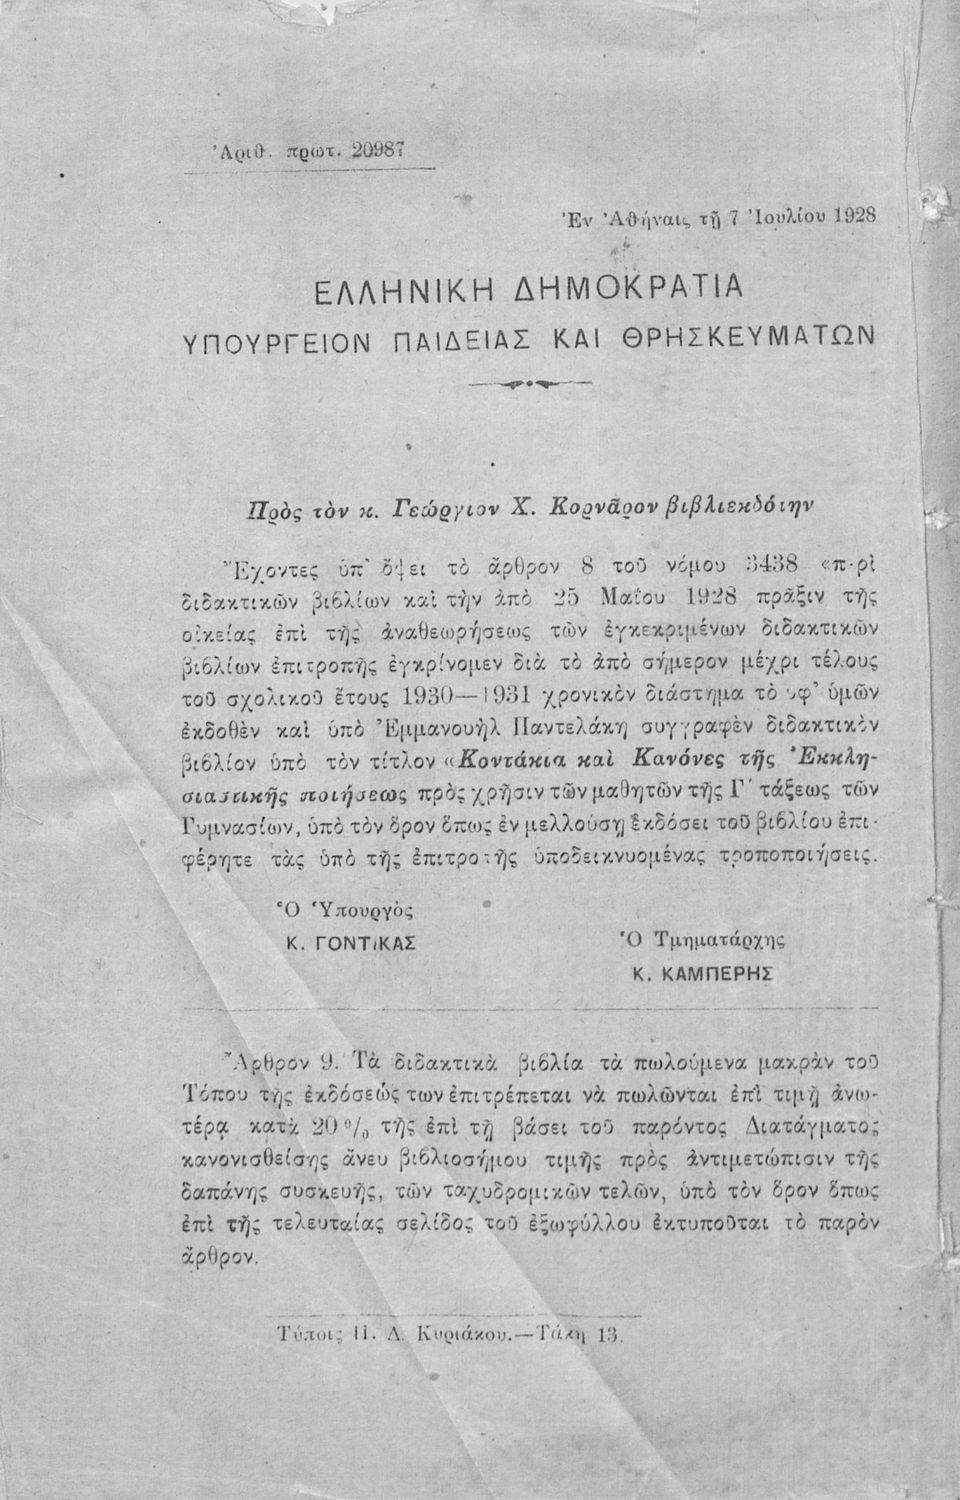 Ἀριθ. πρωτ. 20987
Ἐν Ἀθήναις τῇ 7 Ἰουλίου 1928
ΕΛΛΗΝΙΚΗ ΔΗΜΟΚΡΑΤΙΑ
ΥΠΟΥΡΓΕΙΟΝ ΠΑΙΔΕΙΑΣ ΚΑΙ ΘΡΗΣΚΕΥΜΑΤΩΝ
Πρὸς τὸν κ. Γεώργιον Χ. Κορνᾶρον βιβλιεκδότην
Ἔχοντες ὑπ' ὄψει τὸ ἄρθρον 8 τοῦ νόμου 3438 «π·ρὶ
διδακτικῶν βιβλίων καὶ τὴν ἀπὸ 25 Μαΐου 1928 πρᾶξιν τῆς
οἰκείας ἐπὶ τῆς ἀναθεωρήσεως τῶν ἐγκεκριμένων διδακτικῶν
βιβλίων ἐπιτροπῆς ἐγκρίνομεν διὰ τὸ ἀπὸ σήμερον μέχρι τέλους
τοῦ σχολικοῦ ἔτους 1930—1931 χρονικὸν διάστημα τὸ ὑφ' ὑμῶν
ἐκδοθὲν καὶ ὑπὸ Ἐμμανουὴλ Παντελάκη συγγραφὲν διδακτικὸν
βιβλίον ὑπὸ τὸν τίτλον «Κοντάκια καὶ Κανόνες τῆς Ἐκκλη-
σιαστικῆς ποιήσεως πρὸς χρῆσιν τῶν μαθητῶν τῆς Γ΄ τάξεως τῶν
Γυμνασίων, ὑπὸ τὸν ὅρον ὅπως ἐν μελλούσῃ ἐκδόσει τοῦ βιβλίου ἐπι-
φέρητε τὰς ὑπὸ τῆς ἐπιτροπῆς ὑποδεικνυομένας τροποποιήσεις.
Ὁ Ὑπουργὸς
Κ. ΓΟΝΤΙΚΑΣ
Ὁ Τμηματάρχης
Κ. ΚΑΜΠΕΡΗΣ
Ἄρθρον 9. Τὰ διδακτικὰ βιβλία τὰ πωλούμενα μακρὰν τοῦ
Τόπου τῆς ἐκδόσεώς των ἐπιτρέπεται νὰ πωλῶνται ἐπὶ τιμῇ ἀνω-
τέρᾳ κατὰ 20 % τῆς ἐπὶ τῇ βάσει τοῦ παρόντος Διατάγματος
κανονισθείσης ἄνευ βιβλιοσήμου τιμῆς πρὸς ἀντιμετώπισιν τῆς
δαπάνης συσκευῆς, τῶν ταχυδρομικῶν τελῶν, ὑπὸ τὸν ὅρον ὅπως
ἐπὶ τῆς τελευταίας σελίδος τοῦ ἐξωφύλλου ἐκτυποῦται τὸ παρὸν
ἄρθρον.
Τύποις Π. Λ. Κυριάκου.—Τάκη 13.